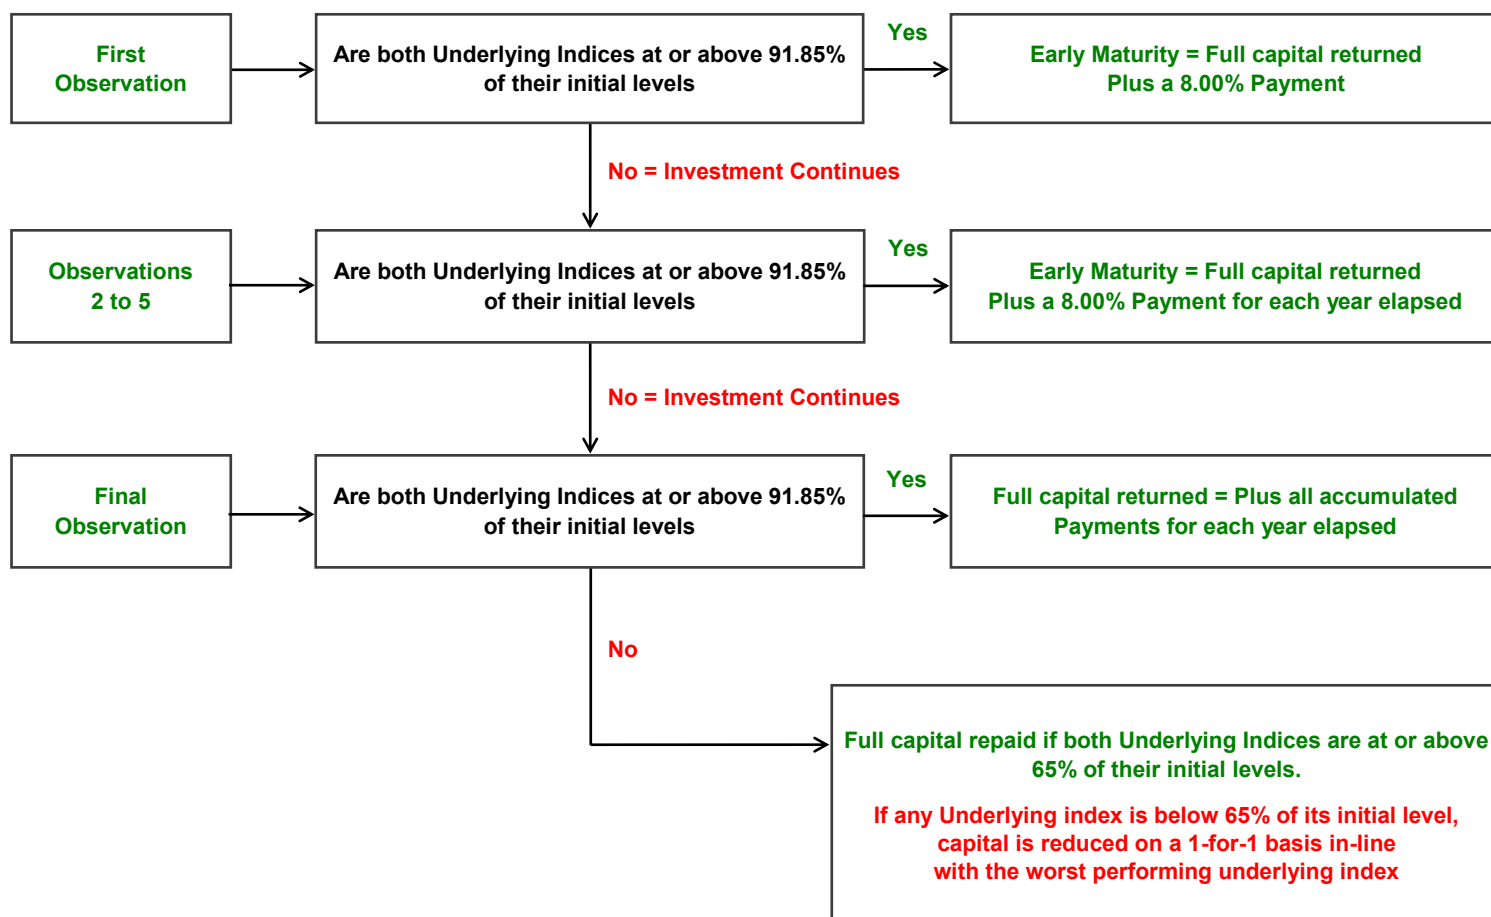 First
Observation
Are both Underlying Indices at or above 91.85%
of their initial levels
Yes
Early Maturity = Full capital returned
Plus a 8.00% Payment
No = Investment Continues
Observations
2 to 5
Are both Underlying Indices at or above 91.85%
of their initial levels
Yes
Early Maturity = Full capital returned
Plus a 8.00% Payment for each year elapsed
No = Investment Continues
Final
Observation
Are both Underlying Indices at or above 91.85%
of their initial levels
Yes
Full capital returned = Plus all accumulated
Payments for each year elapsed
No
Full capital repaid if both Underlying Indices are at or above
65% of their initial levels.
If any Underlying index is below 65% of its initial level,
capital is reduced on a 1-for-1 basis in-line
with the worst performing underlying index